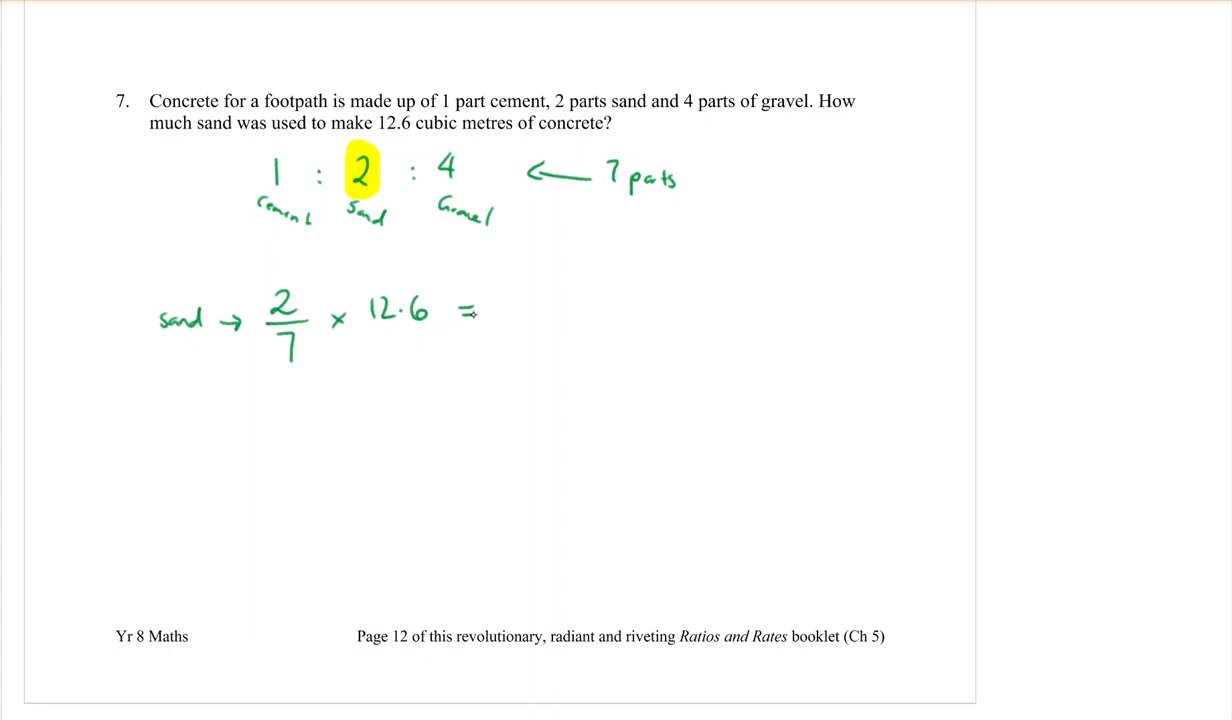 7. Concrete for a footpath is made up of 1 part cement, 2 parts sand and 4 parts of gravel. How
much sand was used to make 12.6 cubic metres of concrete?
1 : 2 : 4 ← 7 parts
Cement Sand Gravel
sand → 2/7 × 12.6 =
Yr 8 Maths Page 12 of this revolutionary, radiant and riveting Ratios and Rates booklet (Ch 5)